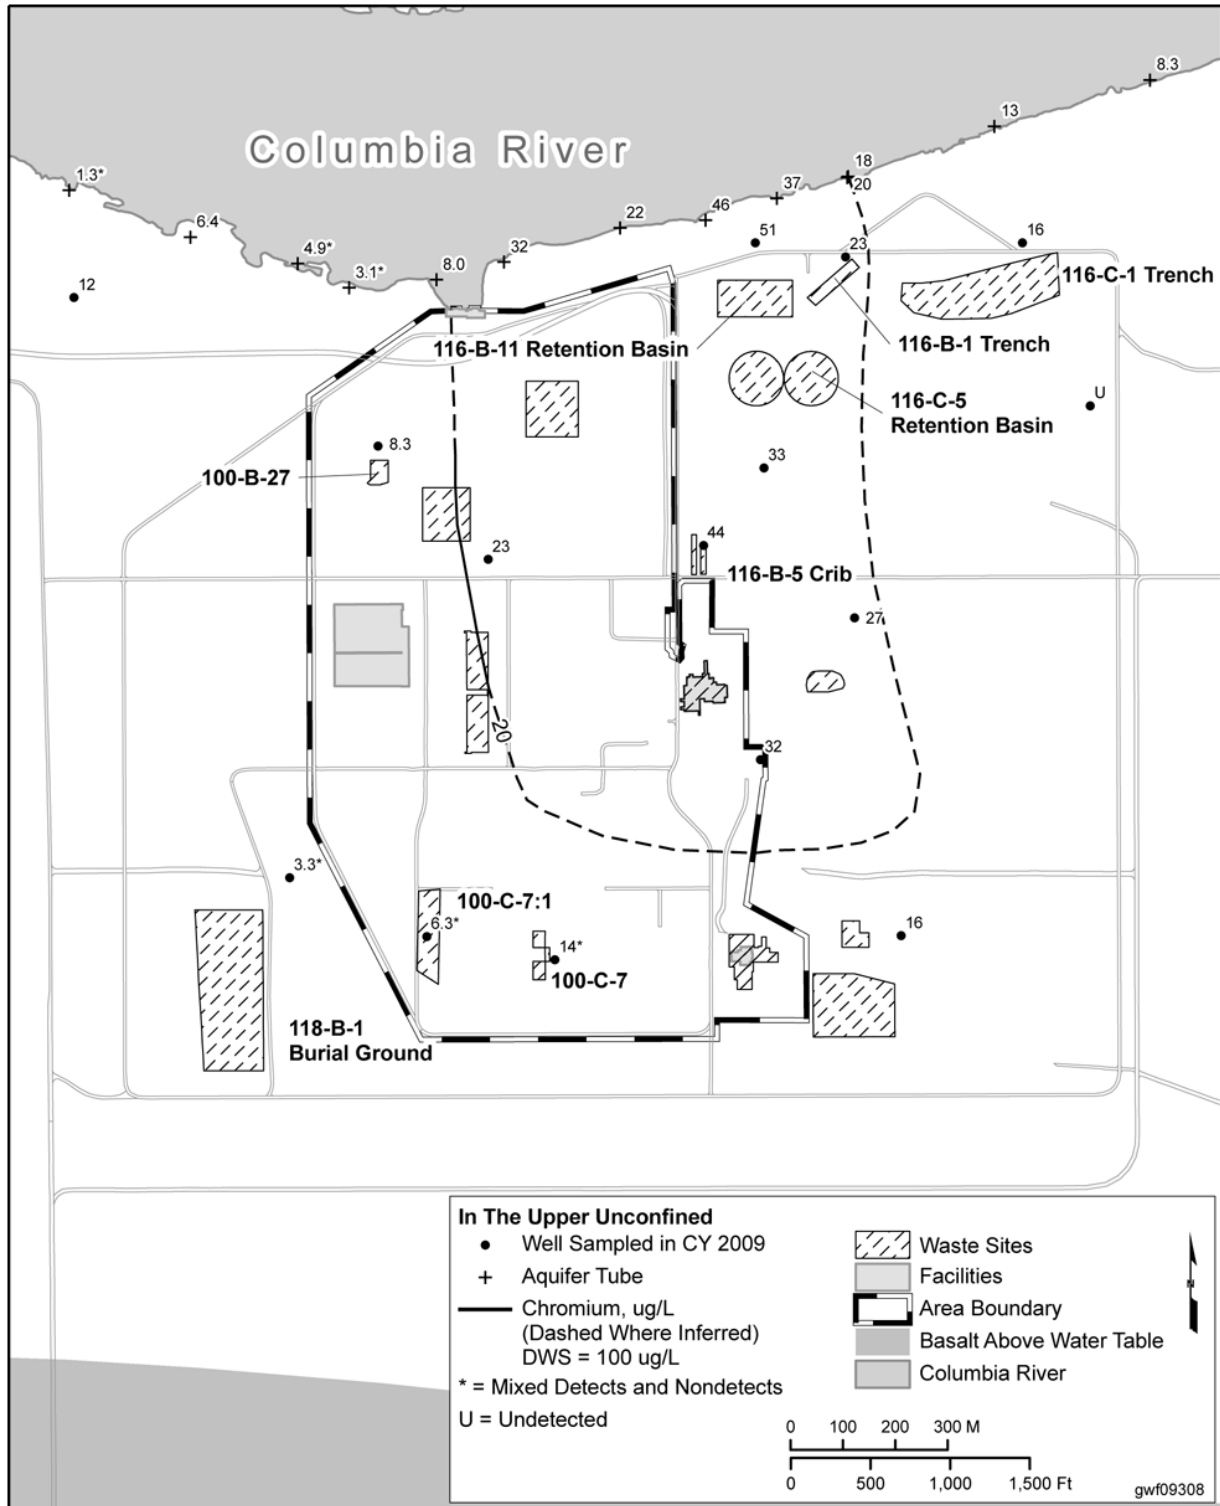 8.3
13
Columbia River
18
20
1.3*
37
46
6.4
22
51
16
23
4.9*
32
8.0
3.1*
116-C-1 Trench
12
116-B-11 Retention Basin
116-B-1 Trench
U
116-C-5
Retention Basin
8.3
33
100-B-27
44
23
116-B-5 Crib
27
20
32
3.3*
100-C-7:1
6.3*
16
14*
100-C-7
118-B-1
Burial Ground
In The Upper Unconfined
Well Sampled in CY 2009
Aquifer Tube
Chromium, ug/L
(Dashed Where Inferred)
DWS = 100 ug/L
* = Mixed Detects and Nondetects
U = Undetected
Waste Sites
Facilities
Area Boundary
Basalt Above Water Table
Columbia River
0 100 200 300 M
0 500 1,000 1,500 Ft
gwf09308